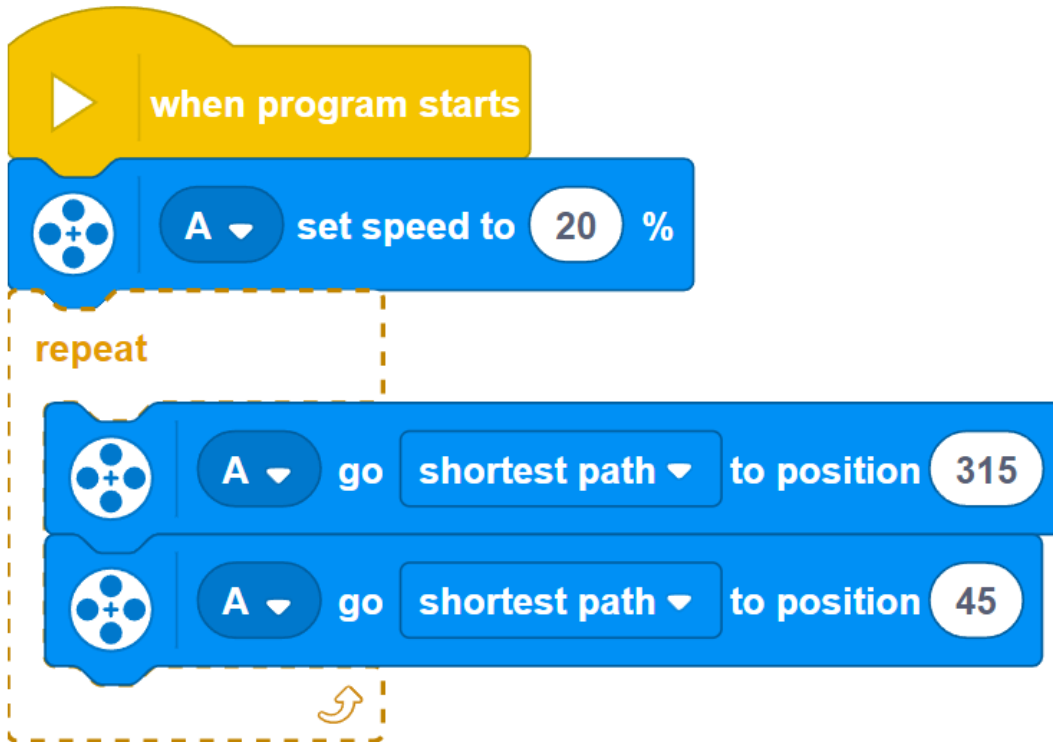 when program starts
A set speed to 20 %
repeat
A go shortest path to position 315
A go shortest path to position 45